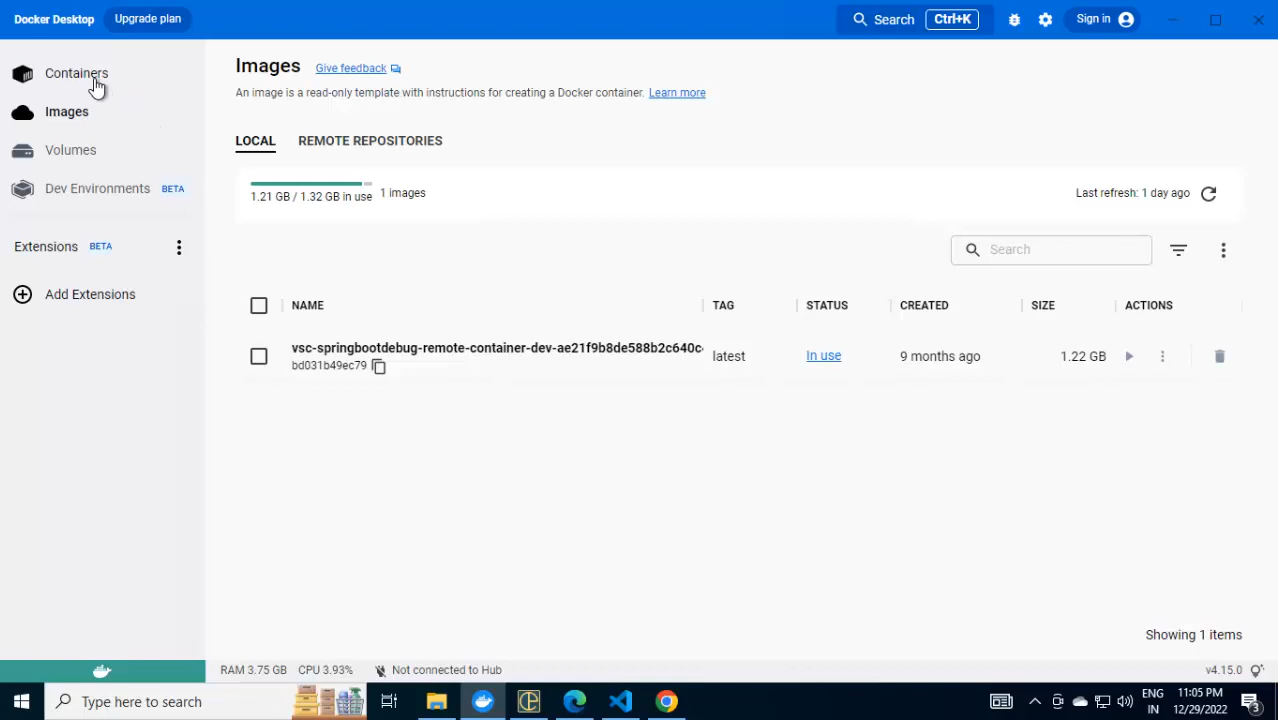 Docker Desktop Upgrade plan Search Ctrl+K Sign in
Containers
Images
Volumes
Dev Environments BETA
Extensions BETA
Add Extensions
Images Give feedback
An image is a read-only template with instructions for creating a Docker container. Learn more
LOCAL REMOTE REPOSITORIES
1.21 GB / 1.32 GB in use 1 images Last refresh: 1 day ago
Search
NAME TAG STATUS CREATED SIZE ACTIONS
vsc-springbootdebug-remote-container-dev-ae21f9b8de588b2c640c latest In use 9 months ago 1.22 GB
bd031b49ec79
Showing 1 items
RAM 3.75 GB CPU 3.93% Not connected to Hub v4.15.0
Type here to search
ENG
IN
11:05 PM
12/29/2022
3